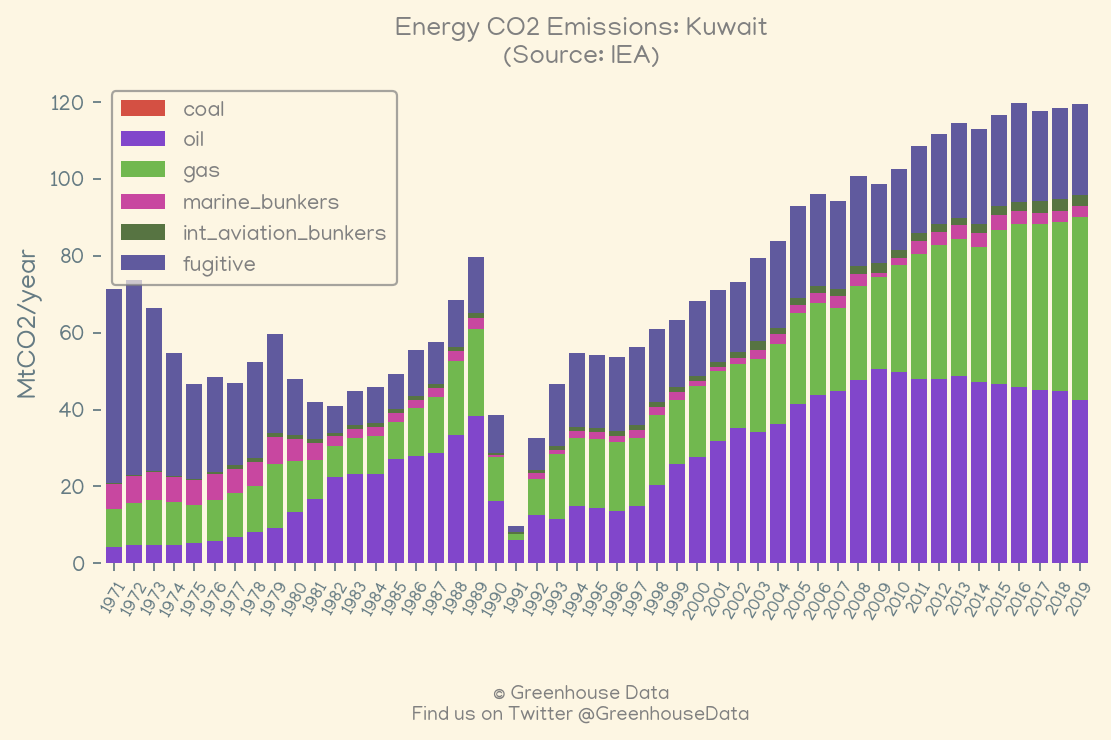 Energy CO2 Emissions: Kuwait
(Source: IEA)
MtCO2/year
120
100
80
60
40
20
0
coal
oil
gas
marine_bunkers
int_aviation_bunkers
fugitive
1971 1972 1973 1974 1975 1976 1977 1978 1979 1980 1981 1982 1983 1984 1985 1986 1987 1988 1989 1990 1991 1992 1993 1994 1995 1996 1997 1998 1999 2000 2001 2002 2003 2004 2005 2006 2007 2008 2009 2010 2011 2012 2013 2014 2015 2016 2017 2018 2019
© Greenhouse Data
Find us on Twitter @GreenhouseData